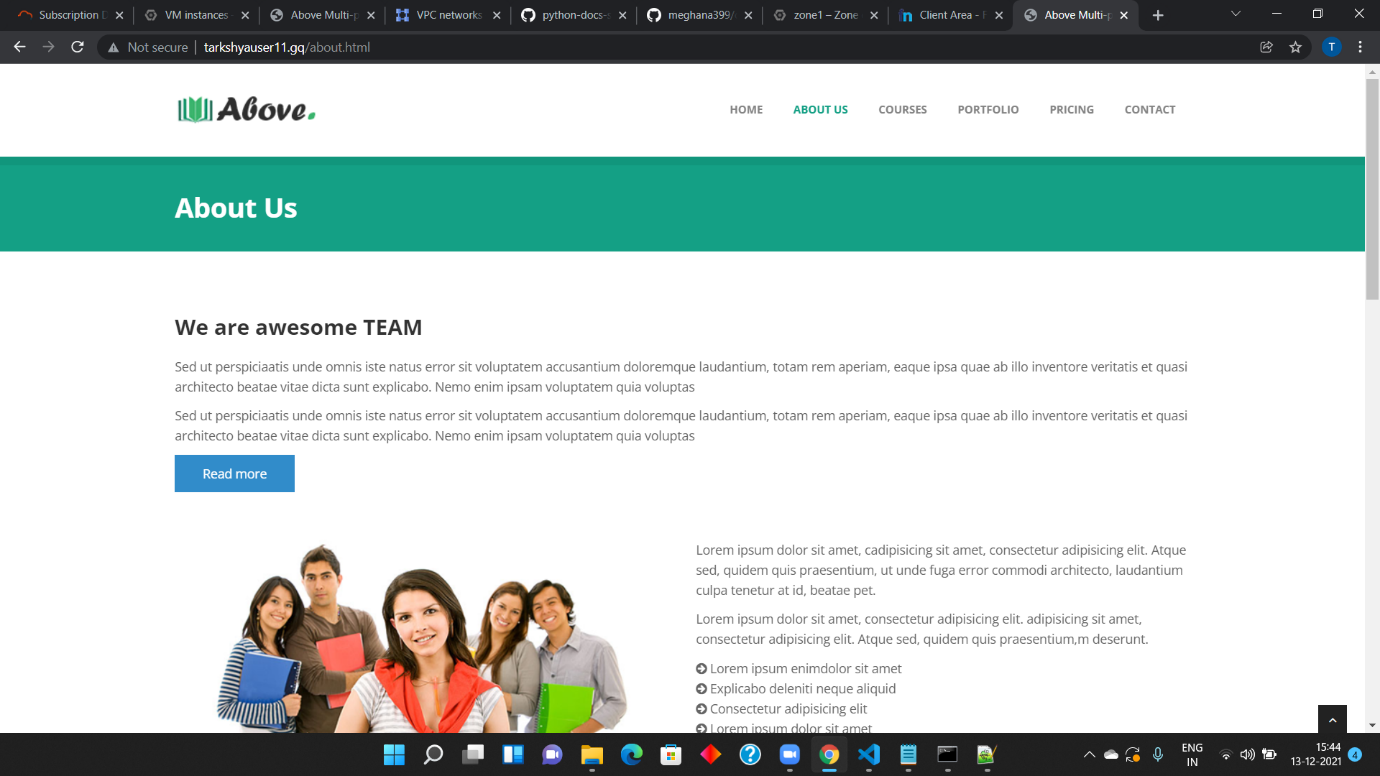 Subscription D
VM instances
Above Multi-p
VPC networks
python-docs-s
meghana399/
zone1 – Zone
Client Area -
Above Multi-p
Not secure
tarkshyauser11.gq/about.html
T
Above.
HOME
ABOUT US
COURSES
PORTFOLIO
PRICING
CONTACT
About Us
We are awesome TEAM
Sed ut perspiciaatis unde omnis iste natus error sit voluptatem accusantium doloremque laudantium, totam rem aperiam, eaque ipsa quae ab illo inventore veritatis et quasi
architecto beatae vitae dicta sunt explicabo. Nemo enim ipsam voluptatem quia voluptas
Sed ut perspiciaatis unde omnis iste natus error sit voluptatem accusantium doloremque laudantium, totam rem aperiam, eaque ipsa quae ab illo inventore veritatis et quasi
architecto beatae vitae dicta sunt explicabo. Nemo enim ipsam voluptatem quia voluptas
Read more
Lorem ipsum dolor sit amet, cadipisicing sit amet, consectetur adipisicing elit. Atque
sed, quidem quis praesentium, ut unde fuga error commodi architecto, laudantium
culpa tenetur at id, beatae pet.
Lorem ipsum dolor sit amet, consectetur adipisicing elit. adipisicing sit amet,
consectetur adipisicing elit. Atque sed, quidem quis praesentium,m deserunt.
Lorem ipsum enimdolor sit amet
Explicabo deleniti neque aliquid
Consectetur adipisicing elit
Lorem ipsum dolor sit amet
ENG
IN
15:44
13-12-2021
4